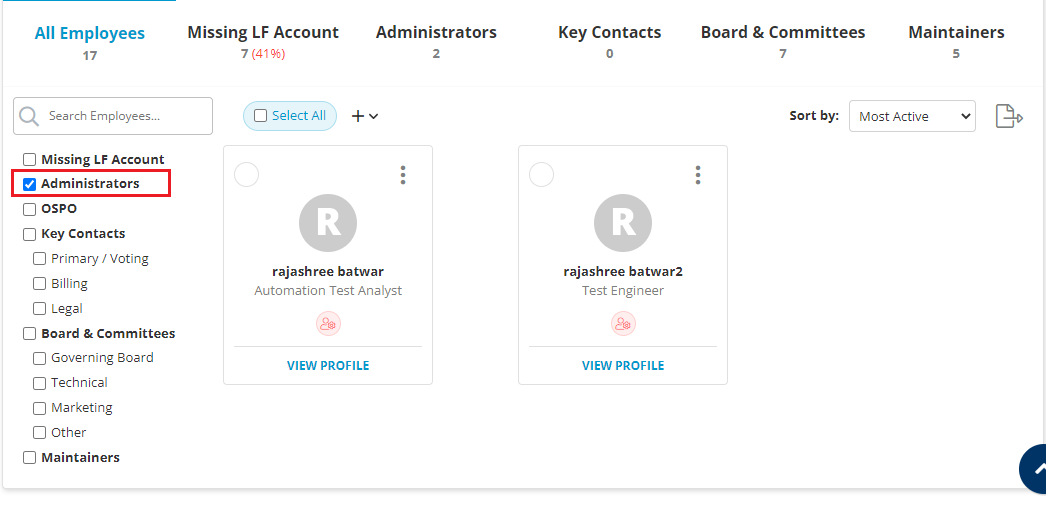 All Employees
17
Missing LF Account
7 (41%)
Administrators
2
Key Contacts
0
Board & Committees
7
Maintainers
5
Search Employees...
Select All
Sort by:
Most Active
Missing LF Account
Administrators
OSPO
Key Contacts
Primary / Voting
Billing
Legal
Board & Committees
Governing Board
Technical
Marketing
Other
Maintainers
R
rajashree batwar
Automation Test Analyst
VIEW PROFILE
R
rajashree batwar2
Test Engineer
VIEW PROFILE